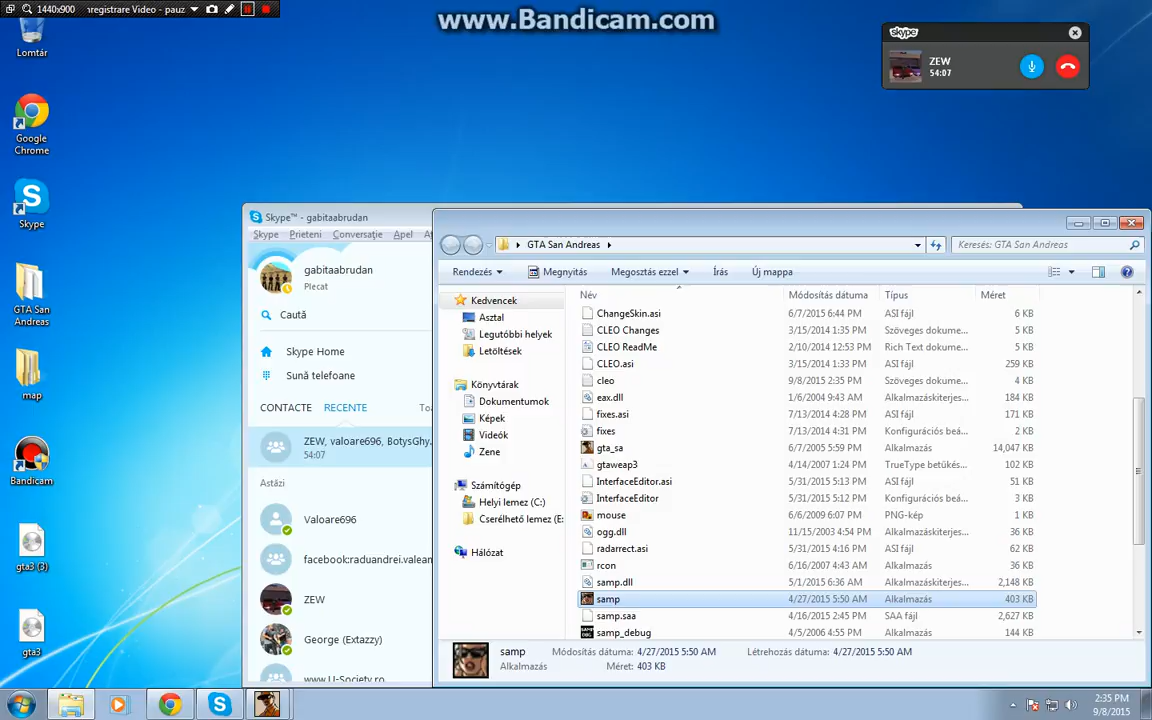 1440x900 nregistrare Video - pauz
www.Bandicam.com
Lomtár
Google Chrome
Skype
GTA San Andreas
map
Bandicam
gta3 (3)
gta3
skype
ZEW
54:07
Skype™ - gabitaabrudan
Skype Prieteni Conversaţie Apel
gabitaabrudan
Plecat
Caută
Skype Home
Sună telefoane
CONTACTE RECENTE
ZEW, valoare696, BotysGhy...
54:07
Astăzi
Valoare696
facebook:raduandrei.valean
ZEW
George (Extazzy)
www.U-Society.ro
GTA San Andreas
Keresés: GTA San Andreas
Rendezés Megnyitás Megosztás ezzel Írás Új mappa
Kedvencek
Asztal
Legutóbbi helyek
Letöltések
Könyvtárak
Dokumentumok
Képek
Videók
Zene
Számítógép
Helyi lemez (C:)
Cserélhető lemez (E:
Hálózat
Név Módosítás dátuma Típus Méret
ChangeSkin.asi 6/7/2015 6:44 PM ASI fájl 6 KB
CLEO Changes 3/15/2014 1:35 PM Szöveges dokume... 5 KB
CLEO ReadMe 2/10/2014 12:53 PM Rich Text dokume... 5 KB
CLEO.asi 3/15/2014 1:33 PM ASI fájl 259 KB
cleo 9/8/2015 2:35 PM Szöveges dokume... 4 KB
eax.dll 1/6/2004 9:43 AM Alkalmazáskiterjes... 184 KB
fixes.asi 7/13/2014 4:28 PM ASI fájl 171 KB
fixes 7/13/2014 4:31 PM Konfigurációs beá... 2 KB
gta_sa 6/7/2005 5:59 PM Alkalmazás 14,047 KB
gtaweap3 4/14/2007 1:24 PM TrueType betűkés... 102 KB
InterfaceEditor.asi 5/31/2015 5:13 PM ASI fájl 51 KB
InterfaceEditor 5/31/2015 5:12 PM Konfigurációs beá... 3 KB
mouse 6/6/2009 6:07 PM PNG-kép 1 KB
ogg.dll 11/15/2003 4:54 PM Alkalmazáskiterjes... 36 KB
radarrect.asi 5/31/2015 4:16 PM ASI fájl 62 KB
rcon 6/16/2007 4:43 AM Alkalmazás 36 KB
samp.dll 5/1/2015 6:36 AM Alkalmazáskiterjes... 2,148 KB
samp 4/27/2015 5:50 AM Alkalmazás 403 KB
samp.saa 4/16/2015 2:45 PM SAA fájl 2,627 KB
samp_debug 4/5/2006 4:55 PM Alkalmazás 144 KB
samp Módosítás dátuma: 4/27/2015 5:50 AM Létrehozás dátuma: 4/27/2015 5:50 AM
Alkalmazás Méret: 403 KB
2:35 PM
9/8/2015